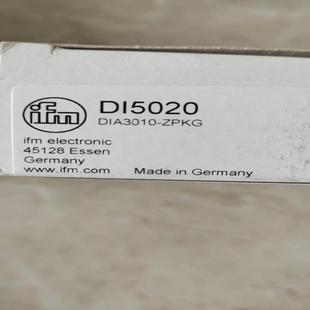 ifm
DI5020
DIA3010-ZPKG
ifm electronic
45128 Essen
Germany
www.ifm.com Made in Germany